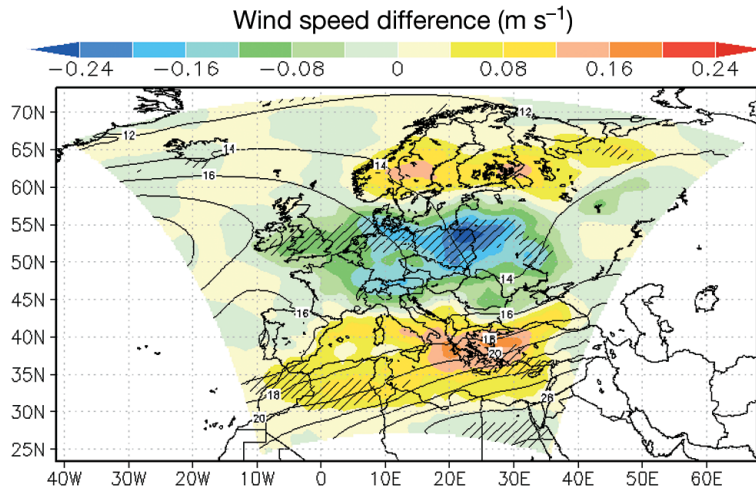 Wind speed difference (m s⁻¹)
−0.24 −0.16 −0.08 0 0.08 0.16 0.24
70N
65N
60N
55N
50N
45N
40N
35N
30N
25N
12
12
14
14
16
14
16
16
18
20
18
20
28
40W 30W 20W 10W 0 10E 20E 30E 40E 50E 60E